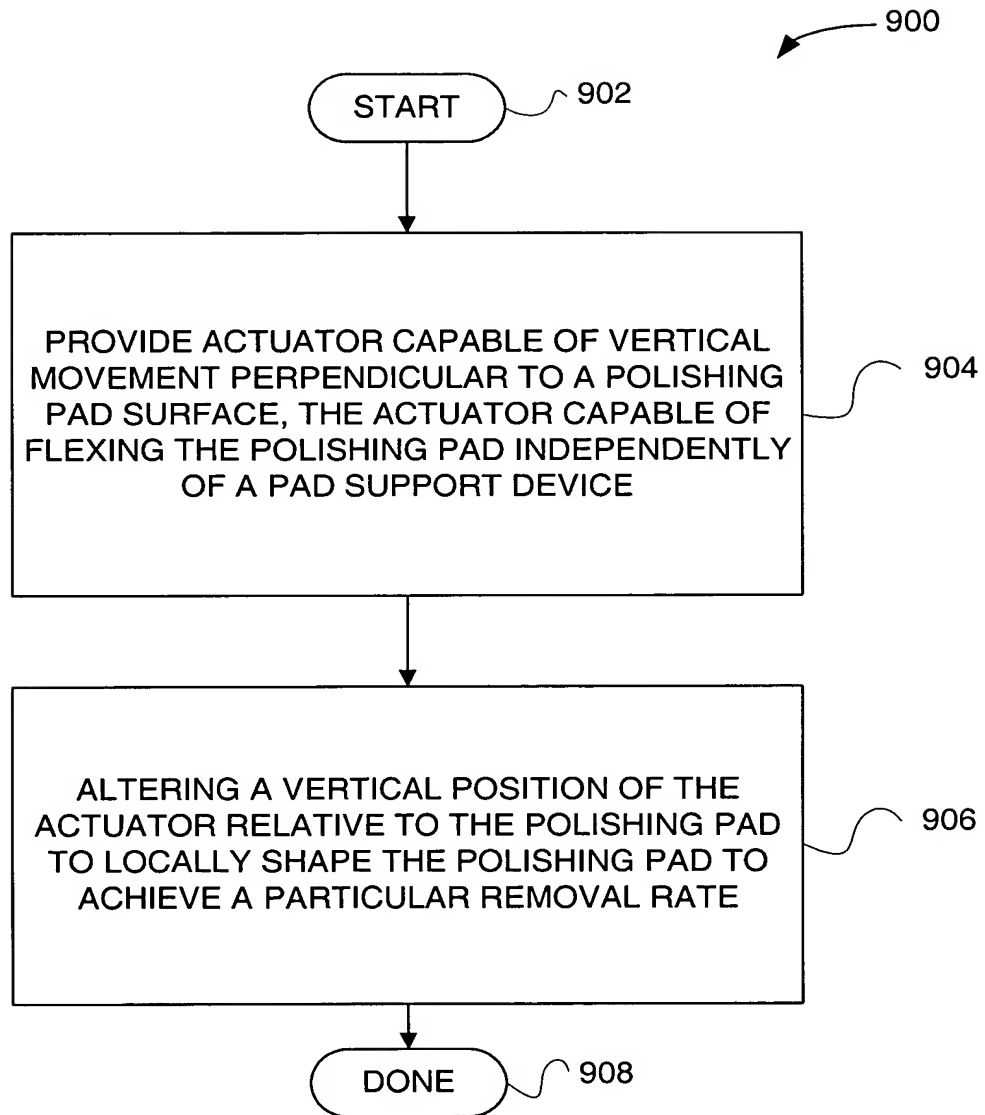 900
START
902
PROVIDE ACTUATOR CAPABLE OF VERTICAL
MOVEMENT PERPENDICULAR TO A POLISHING
PAD SURFACE, THE ACTUATOR CAPABLE OF
FLEXING THE POLISHING PAD INDEPENDENTLY
OF A PAD SUPPORT DEVICE
904
ALTERING A VERTICAL POSITION OF THE
ACTUATOR RELATIVE TO THE POLISHING PAD
TO LOCALLY SHAPE THE POLISHING PAD TO
ACHIEVE A PARTICULAR REMOVAL RATE
906
DONE
908